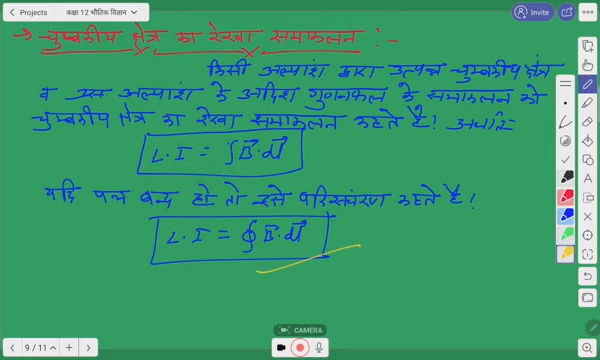 Projects कक्षा 12 भौतिक विज्ञान Invite
→ चुम्बकीय क्षेत्र का रेखा समाकलन :-
किसी अल्पांश द्वारा उत्पन्न चुम्बकीय क्षेत्र
व उस अल्पांश के अदिश गुणनफल के समाकलन को
चुम्बकीय क्षेत्र का रेखा समाकलन कहते है। अर्थात
L.I = ∫B⃗.dl⃗
यदि पथ बन्द हो तो इसे परिसंचरण कहते है।
L.I = ∮B⃗.dl⃗
CAMERA
9 / 11